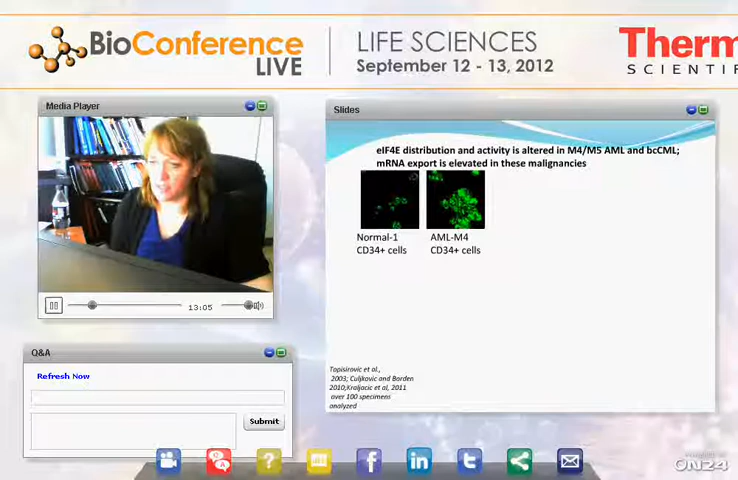 BioConference
LIVE
LIFE SCIENCES
September 12 - 13, 2012
Therm
SCIENTIF
Media Player
13:05
Slides
eIF4E distribution and activity is altered in M4/M5 AML and bcCML;
mRNA export is elevated in these malignancies
Normal-1
CD34+ cells
AML-M4
CD34+ cells
Topisirovic et al.,
2003; Culjkovic and Borden
2010,Kraljacic et al, 2011
over 100 specimens
analyzed
Q&A
Refresh Now
Submit
Q
A
?
f
in
ON24